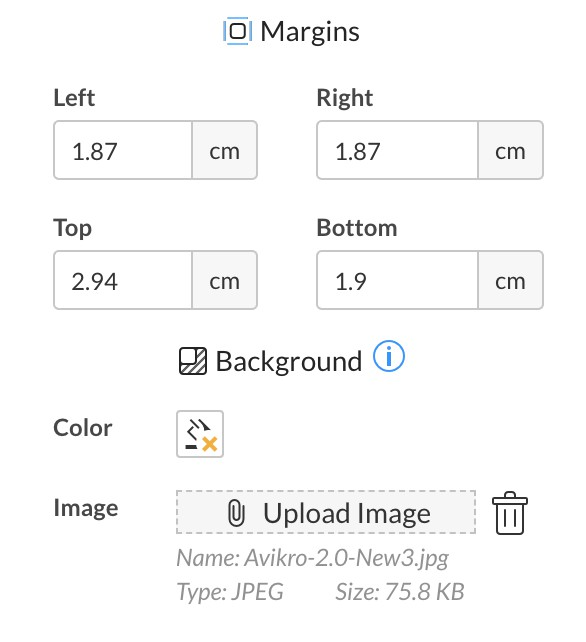 Margins
Left Right
1.87 cm 1.87 cm
Top Bottom
2.94 cm 1.9 cm
Background
Color
Image Upload Image
Name: Avikro-2.0-New3.jpg
Type: JPEG Size: 75.8 KB